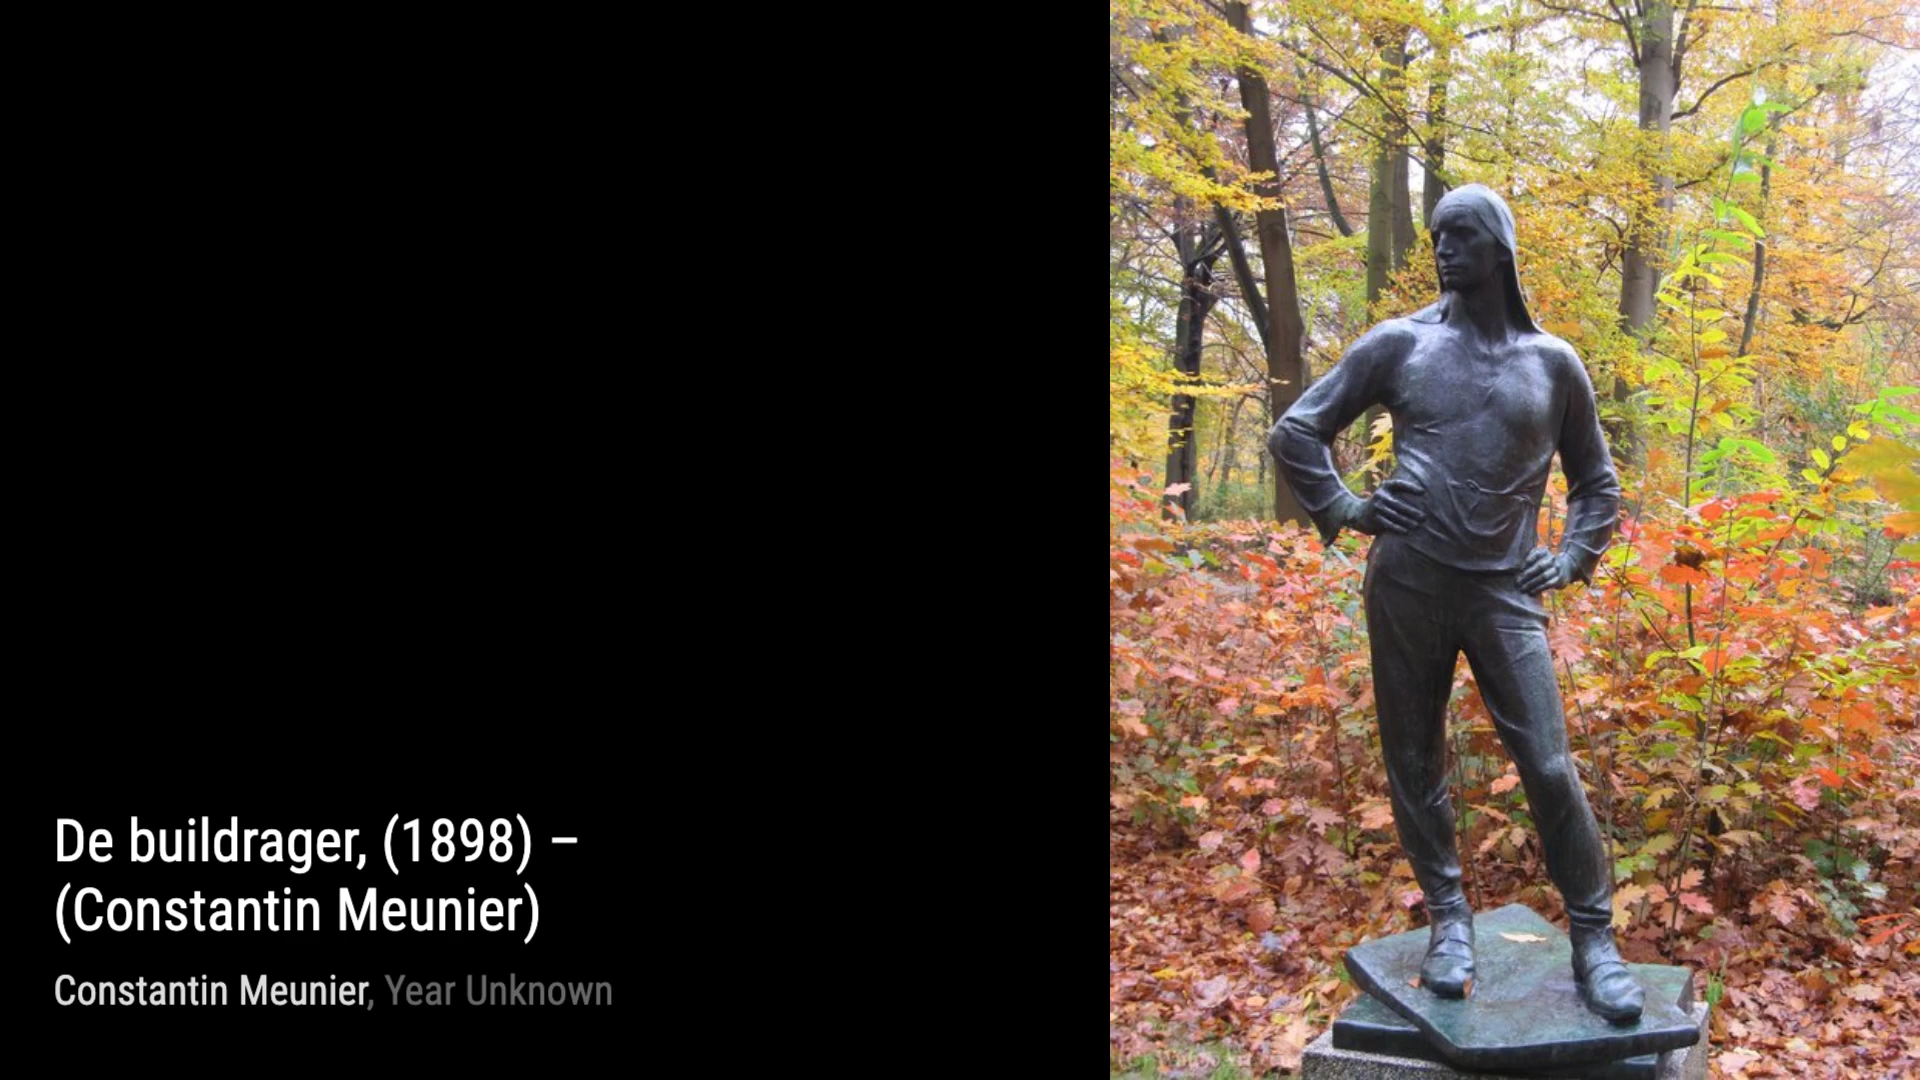 De buildrager, (1898) –
(Constantin Meunier)
Constantin Meunier, Year Unknown